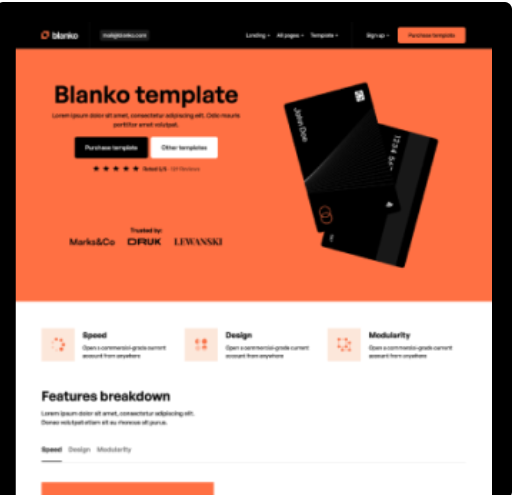 blanko
mail@blanko.com
Landing
All pages
Template
Sign up
Purchase template
Blanko template
Lorem ipsum dolor sit amet, consectetur adipiscing elit. Odio mauris
porttitor amet volutpat.
Purchase template
Other templates
Rated 5/5
Reviews
Trusted by:
Marks&Co
DRUK
LEWANSKI
John Doe
1234 56
Speed
Open a commercial-grade current
account from anywhere
Design
Open a commercial-grade current
account from anywhere
Modularity
Open a commercial-grade current
account from anywhere
Features breakdown
Lorem ipsum dolor sit amet, consectetur adipiscing elit.
Donec volutpat etiam sit eu rhoncus sit purus.
Speed Design Modularity